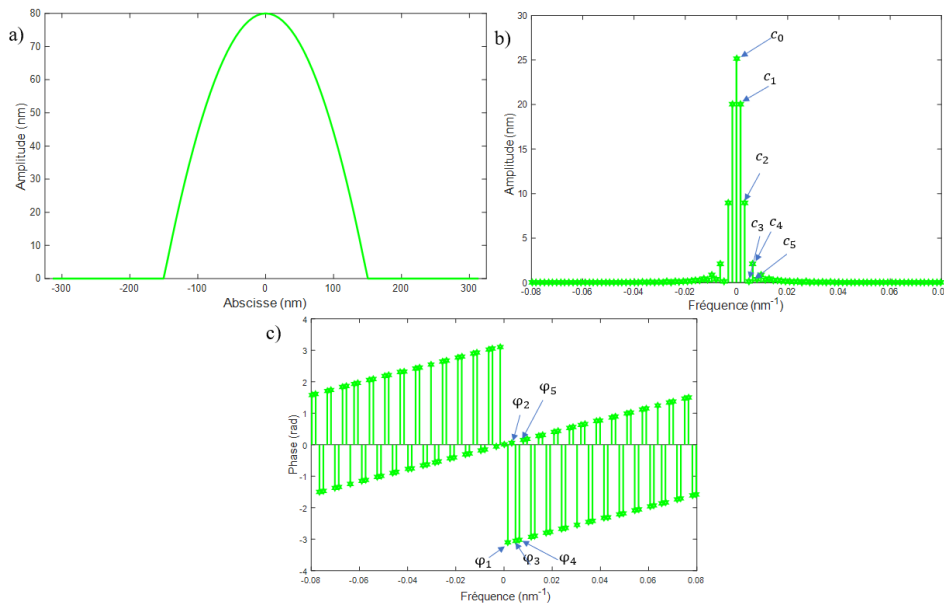 a)
80
70
60
50
40
30
20
10
0
Amplitude (nm)
-300
-200
-100
0
100
200
300
Abscisse (nm)
b)
30
25
20
15
10
5
0
Amplitude (nm)
c0
c1
c2
c3
c4
c5
-0.08
-0.06
-0.04
-0.02
0
0.02
0.04
0.06
0.08
Fréquence (nm-1)
c)
4
3
2
1
0
-1
-2
-3
-4
Phase (rad)
φ2
φ5
φ1
φ3
φ4
-0.08
-0.06
-0.04
-0.02
0
0.02
0.04
0.06
0.08
Fréquence (nm-1)